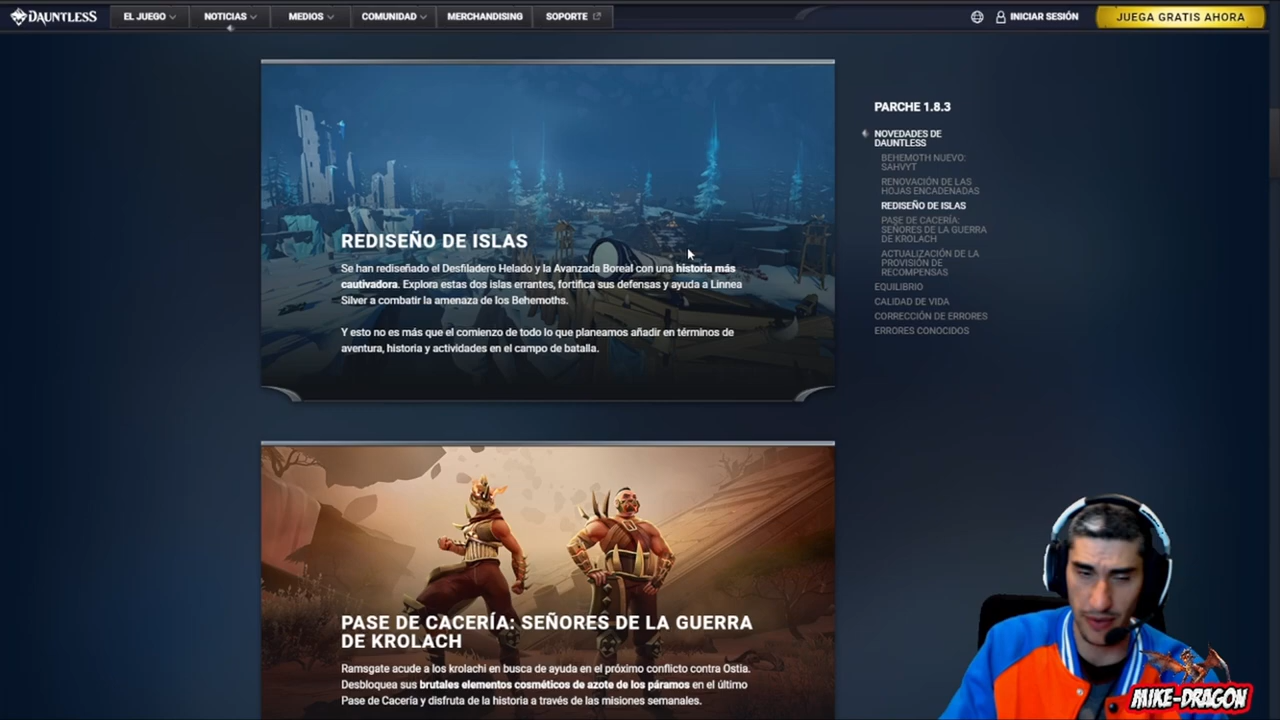 DAUNTLESS
EL JUEGO
NOTICIAS
MEDIOS
COMUNIDAD
MERCHANDISING
SOPORTE
INICIAR SESIÓN
JUEGA GRATIS AHORA
REDISEÑO DE ISLAS
Se han rediseñado el Desfiladero Helado y la Avanzada Boreal con una historia más
cautivadora. Explora estas dos islas errantes, fortifica sus defensas y ayuda a Linnea
Silver a combatir la amenaza de los Behemoths.
Y esto no es más que el comienzo de todo lo que planeamos añadir en términos de
aventura, historia y actividades en el campo de batalla.
PASE DE CACERÍA: SEÑORES DE LA GUERRA
DE KROLACH
Ramsgate acude a los krolachi en busca de ayuda en el próximo conflicto contra Ostia.
Desbloquea sus brutales elementos cosméticos de azote de los páramos en el último
Pase de Cacería y disfruta de la historia a través de las misiones semanales.
PARCHE 1.8.3
NOVEDADES DE
DAUNTLESS
BEHEMOTH NUEVO:
SAHVYT
RENOVACIÓN DE LAS
HOJAS ENCADENADAS
REDISEÑO DE ISLAS
PASE DE CACERÍA:
SEÑORES DE LA GUERRA
DE KROLACH
ACTUALIZACIÓN DE LA
PROVISIÓN DE
RECOMPENSAS
EQUILIBRIO
CALIDAD DE VIDA
CORRECCIÓN DE ERRORES
ERRORES CONOCIDOS
MIKE-DRAGON